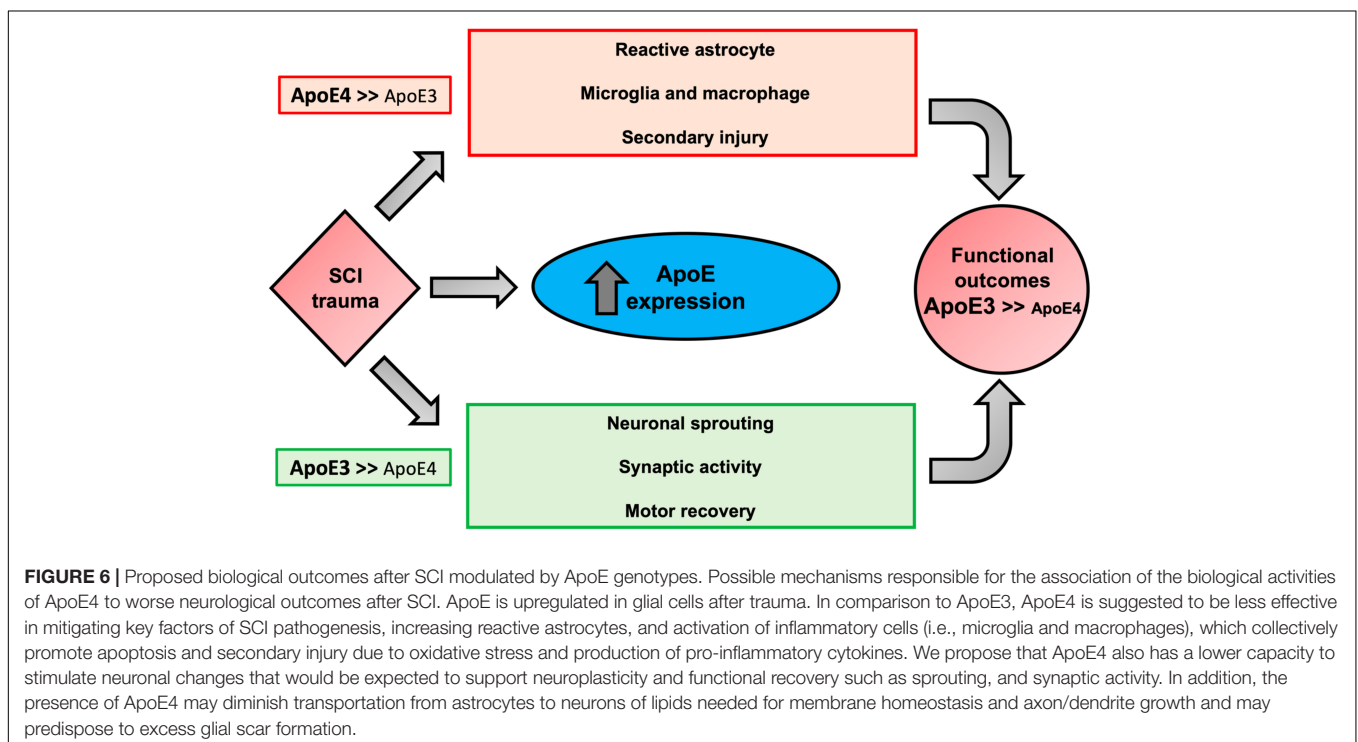 Reactive astrocyte
ApoE4 >> ApoE3
Microglia and macrophage
Secondary injury
SCI
trauma
ApoE
expression
Functional
outcomes
ApoE3 >> ApoE4
Neuronal sprouting
ApoE3 >> ApoE4
Synaptic activity
Motor recovery
FIGURE 6 | Proposed biological outcomes after SCI modulated by ApoE genotypes. Possible mechanisms responsible for the association of the biological activities
of ApoE4 to worse neurological outcomes after SCI. ApoE is upregulated in glial cells after trauma. In comparison to ApoE3, ApoE4 is suggested to be less effective
in mitigating key factors of SCI pathogenesis, increasing reactive astrocytes, and activation of inflammatory cells (i.e., microglia and macrophages), which collectively
promote apoptosis and secondary injury due to oxidative stress and production of pro-inflammatory cytokines. We propose that ApoE4 also has a lower capacity to
stimulate neuronal changes that would be expected to support neuroplasticity and functional recovery such as sprouting, and synaptic activity. In addition, the
presence of ApoE4 may diminish transportation from astrocytes to neurons of lipids needed for membrane homeostasis and axon/dendrite growth and may
predispose to excess glial scar formation.